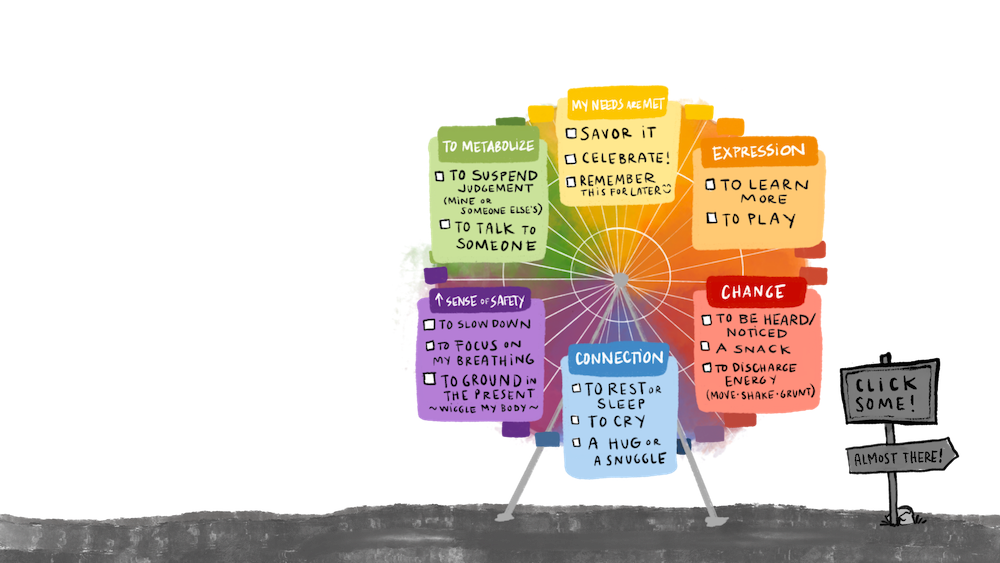 MY NEEDS ARE MET
SAVOR IT
CELEBRATE!
REMEMBER
THIS FOR LATER
TO METABOLIZE
TO SUSPEND
JUDGEMENT
(MINE OR
SOMEONE ELSE'S)
TO TALK TO
SOMEONE
EXPRESSION
TO LEARN
MORE
TO PLAY
↑ SENSE OF SAFETY
TO SLOW DOWN
TO FOCUS ON
MY BREATHING
TO GROUND IN
THE PRESENT
~WIGGLE MY BODY~
CHANGE
TO BE HEARD/
NOTICED
A SNACK
TO DISCHARGE
ENERGY
(MOVE·SHAKE·GRUNT)
CONNECTION
TO REST OR
SLEEP
TO CRY
A HUG OR
A SNUGGLE
CLICK
SOME!
ALMOST THERE!